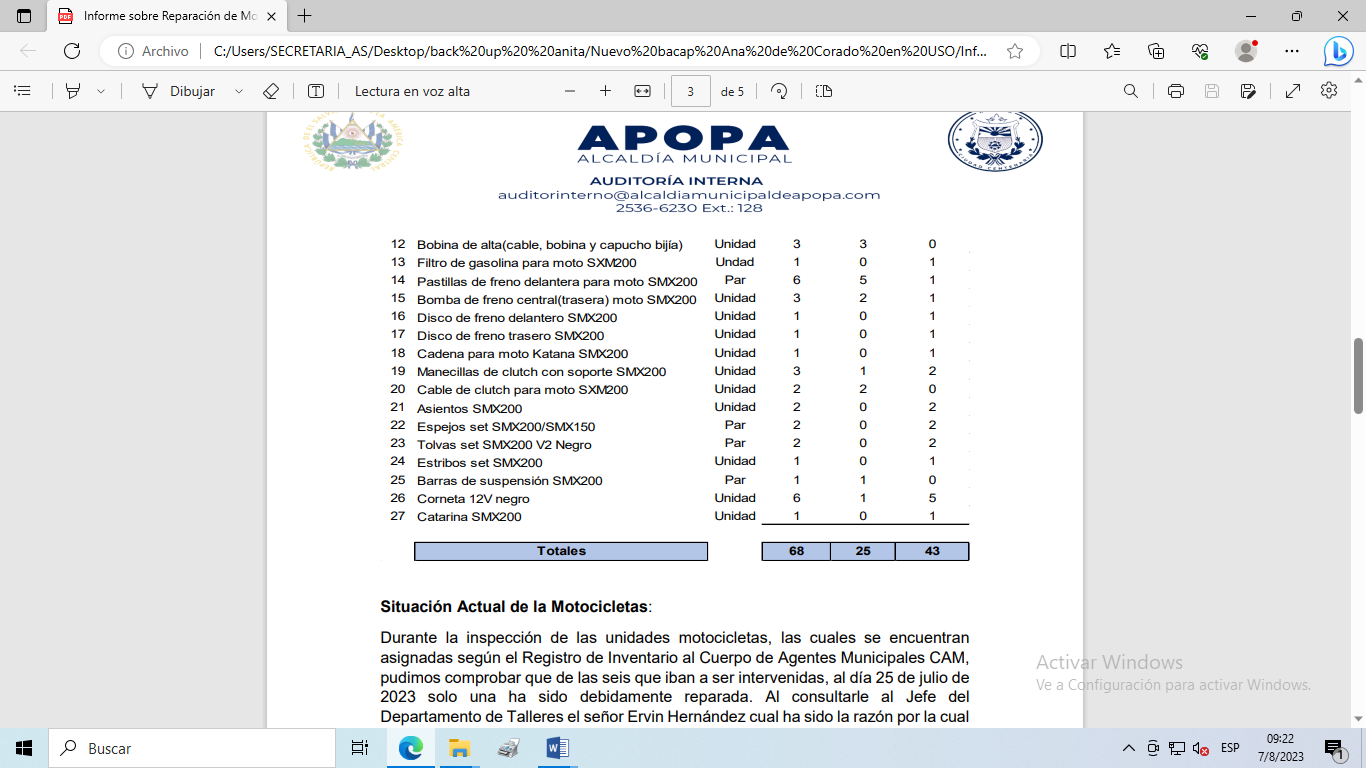 Informe sobre Reparación de Mo
Archivo
C:/Users/SECRETARIA_AS/Desktop/back%20up%20%20anita/Nuevo%20bacap%20Ana%20de%20Corado%20en%20USO/Inf...
Dibujar
Lectura en voz alta
3 de 5
APOPA
ALCALDÍA MUNICIPAL
AUDITORÍA INTERNA
auditorinterno@alcaldiamunicipaldeapopa.com
2536-6230 Ext.: 128
12 Bobina de alta(cable, bobina y capucho bijía) Unidad 3 3 0
13 Filtro de gasolina para moto SXM200 Undad 1 0 1
14 Pastillas de freno delantera para moto SMX200 Par 6 5 1
15 Bomba de freno central(trasera) moto SMX200 Unidad 3 2 1
16 Disco de freno delantero SMX200 Unidad 1 0 1
17 Disco de freno trasero SMX200 Unidad 1 0 1
18 Cadena para moto Katana SMX200 Unidad 1 0 1
19 Manecillas de clutch con soporte SMX200 Unidad 3 1 2
20 Cable de clutch para moto SXM200 Unidad 2 2 0
21 Asientos SMX200 Unidad 2 0 2
22 Espejos set SMX200/SMX150 Par 2 0 2
23 Tolvas set SMX200 V2 Negro Par 2 0 2
24 Estribos set SMX200 Unidad 1 0 1
25 Barras de suspensión SMX200 Par 1 1 0
26 Corneta 12V negro Unidad 6 1 5
27 Catarina SMX200 Unidad 1 0 1
Totales 68 25 43
Situación Actual de la Motocicletas:
Durante la inspección de las unidades motocicletas, las cuales se encuentran
asignadas según el Registro de Inventario al Cuerpo de Agentes Municipales CAM,
pudimos comprobar que de las seis que iban a ser intervenidas, al día 25 de julio de
2023 solo una ha sido debidamente reparada. Al consultarle al Jefe del
Departamento de Talleres el señor Ervin Hernández cual ha sido la razón por la cual
Activar Windows
Ve a Configuración para activar Windows.
Buscar
ESP
09:22
7/8/2023
1